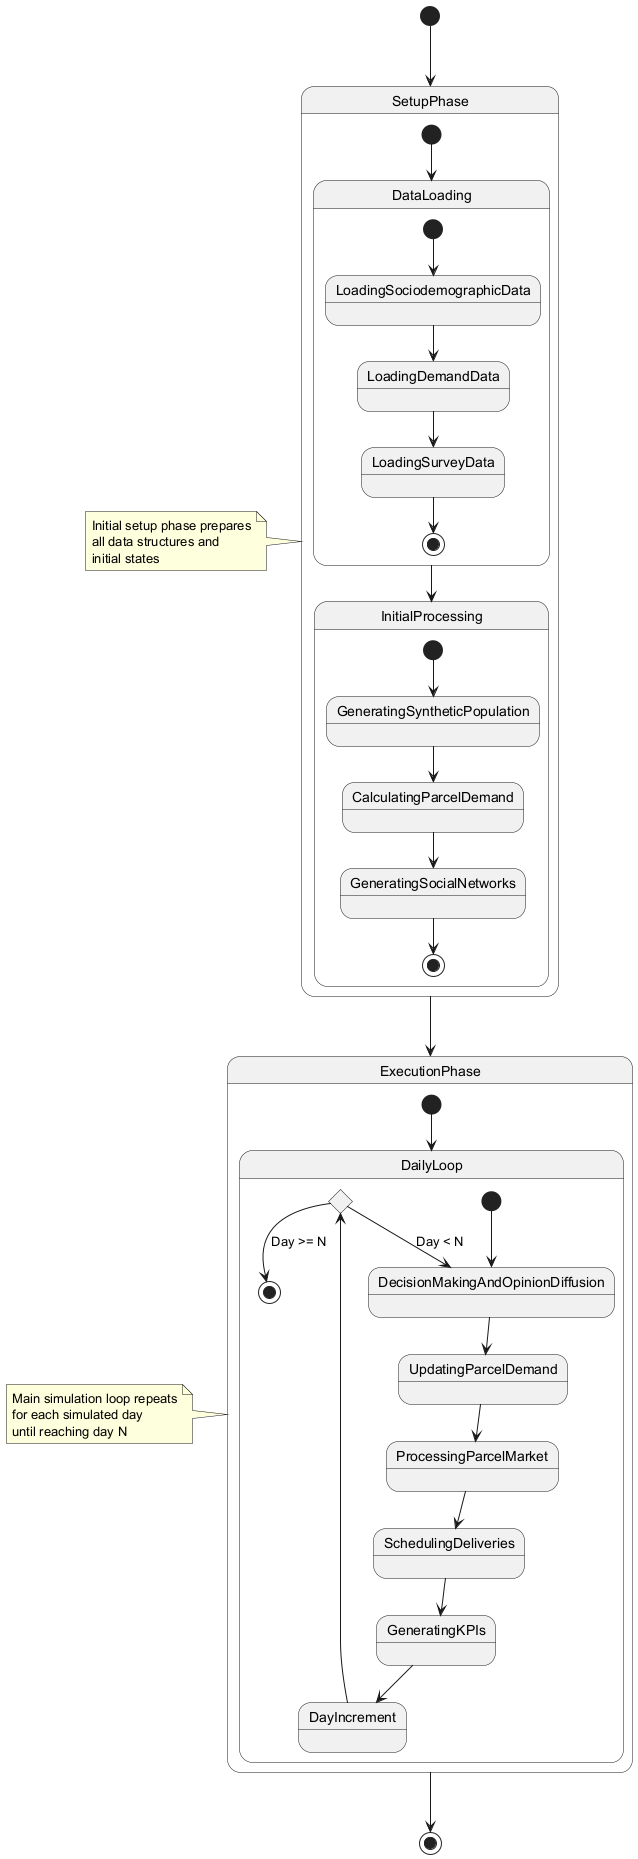 SetupPhase
DataLoading
LoadingSociodemographicData
LoadingDemandData
LoadingSurveyData
Initial setup phase prepares
all data structures and
initial states
InitialProcessing
GeneratingSyntheticPopulation
CalculatingParcelDemand
GeneratingSocialNetworks
ExecutionPhase
DailyLoop
Day >= N
Day < N
DecisionMakingAndOpinionDiffusion
UpdatingParcelDemand
Main simulation loop repeats
for each simulated day
until reaching day N
ProcessingParcelMarket
SchedulingDeliveries
GeneratingKPIs
DayIncrement